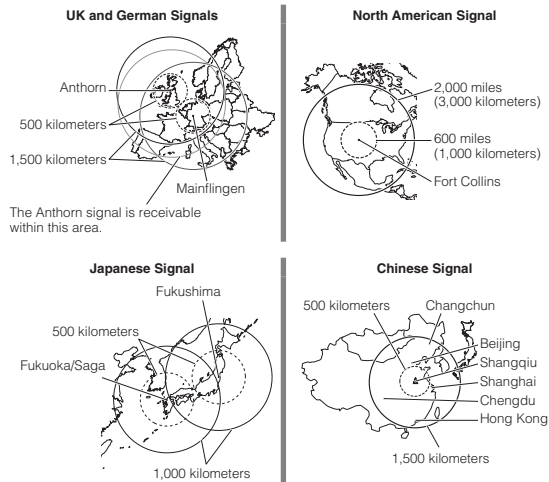 UK and German Signals
Anthorn
500 kilometers
1,500 kilometers
Mainflingen
The Anthorn signal is receivable
within this area.
North American Signal
2,000 miles
(3,000 kilometers)
600 miles
(1,000 kilometers)
Fort Collins
Japanese Signal
Fukushima
500 kilometers
Fukuoka/Saga
1,000 kilometers
Chinese Signal
500 kilometers
Changchun
Beijing
Shangqiu
Shanghai
Chengdu
Hong Kong
1,500 kilometers